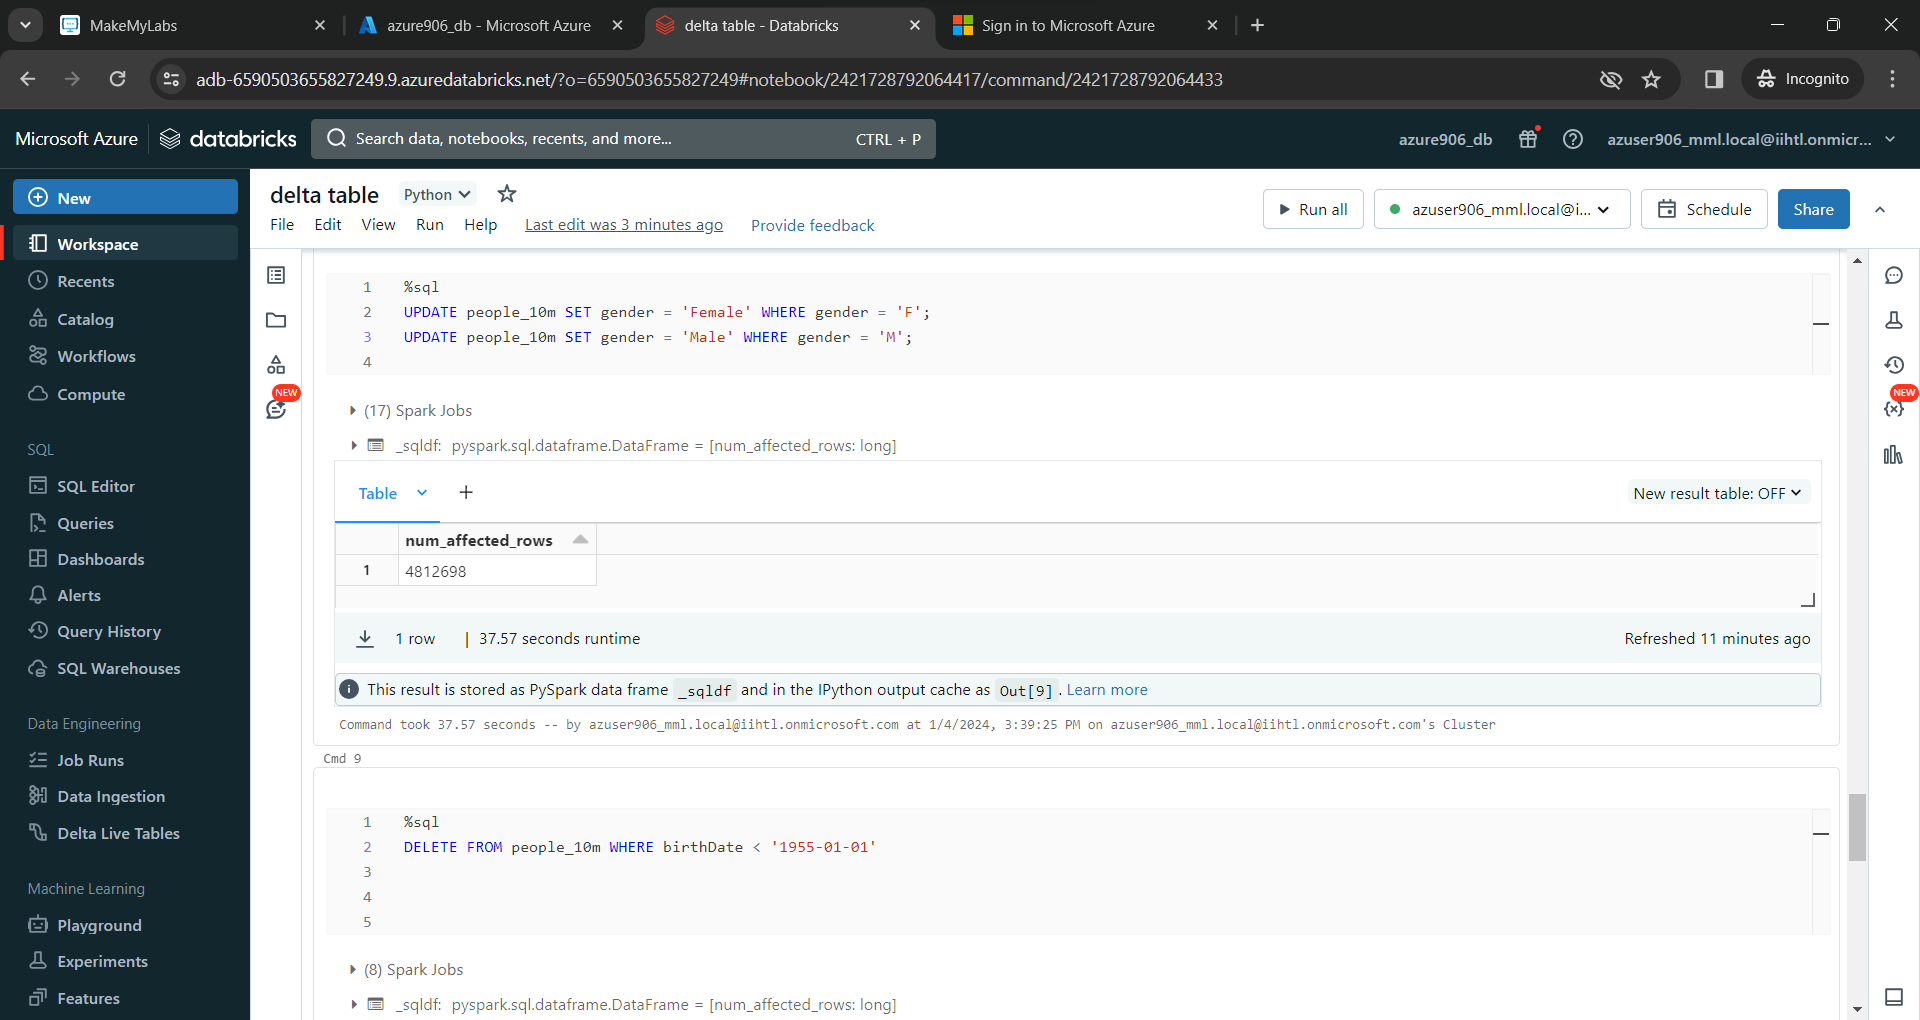 MakeMyLabs
azure906_db - Microsoft Azure
delta table - Databricks
Sign in to Microsoft Azure
adb-6590503655827249.9.azuredatabricks.net/?o=6590503655827249#notebook/2421728792064417/command/2421728792064433
Incognito
Microsoft Azure
databricks
Search data, notebooks, recents, and more...
CTRL + P
azure906_db
azuser906_mml.local@iihtl.onmicr...
New
Workspace
Recents
Catalog
Workflows
Compute
SQL
SQL Editor
Queries
Dashboards
Alerts
Query History
SQL Warehouses
Data Engineering
Job Runs
Data Ingestion
Delta Live Tables
Machine Learning
Playground
Experiments
Features
delta table
Python
File Edit View Run Help
Last edit was 3 minutes ago
Provide feedback
Run all
azuser906_mml.local@i...
Schedule
Share
NEW
NEW
1 %sql
2 UPDATE people_10m SET gender = 'Female' WHERE gender = 'F';
3 UPDATE people_10m SET gender = 'Male' WHERE gender = 'M';
4
(17) Spark Jobs
_sqldf: pyspark.sql.dataframe.DataFrame = [num_affected_rows: long]
Table
+
New result table: OFF
num_affected_rows
1 4812698
1 row | 37.57 seconds runtime
Refreshed 11 minutes ago
This result is stored as PySpark data frame _sqldf and in the IPython output cache as Out[9] . Learn more
Command took 37.57 seconds -- by azuser906_mml.local@iihtl.onmicrosoft.com at 1/4/2024, 3:39:25 PM on azuser906_mml.local@iihtl.onmicrosoft.com's Cluster
Cmd 9
1 %sql
2 DELETE FROM people_10m WHERE birthDate < '1955-01-01'
3
4
5
(8) Spark Jobs
_sqldf: pyspark.sql.dataframe.DataFrame = [num_affected_rows: long]